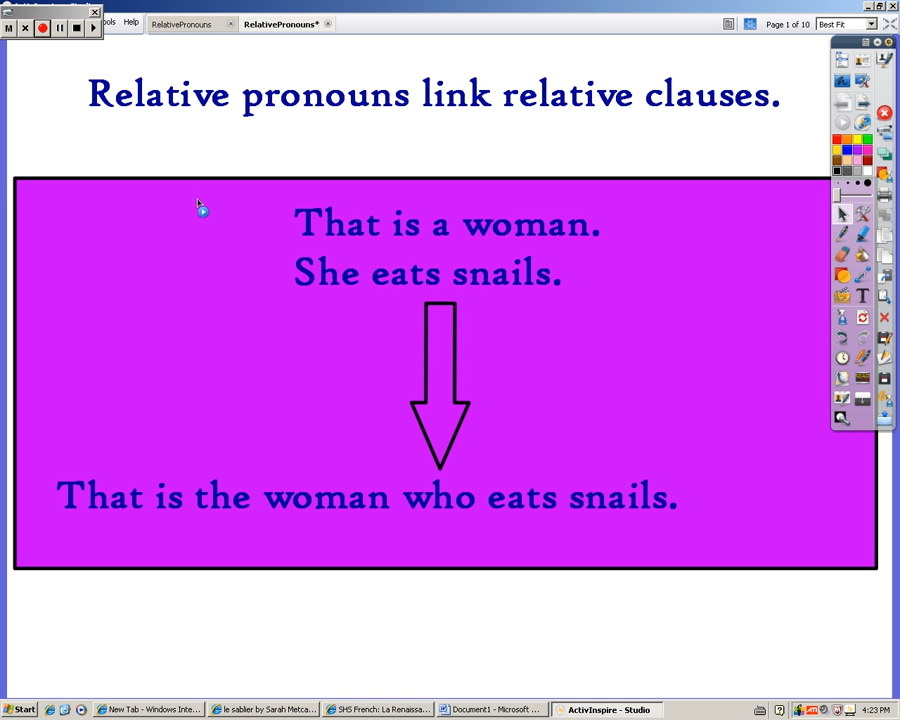 M
ools Help RelativePronouns RelativePronouns* Page 1 of 10 Best Fit
Relative pronouns link relative clauses.
That is a woman.
She eats snails.
That is the woman who eats snails.
T
Start New Tab - Windows Inte... le sablier by Sarah Metca... SHS French: La Renaissa... Document1 - Microsoft ... ActivInspire - Studio 4:23 PM